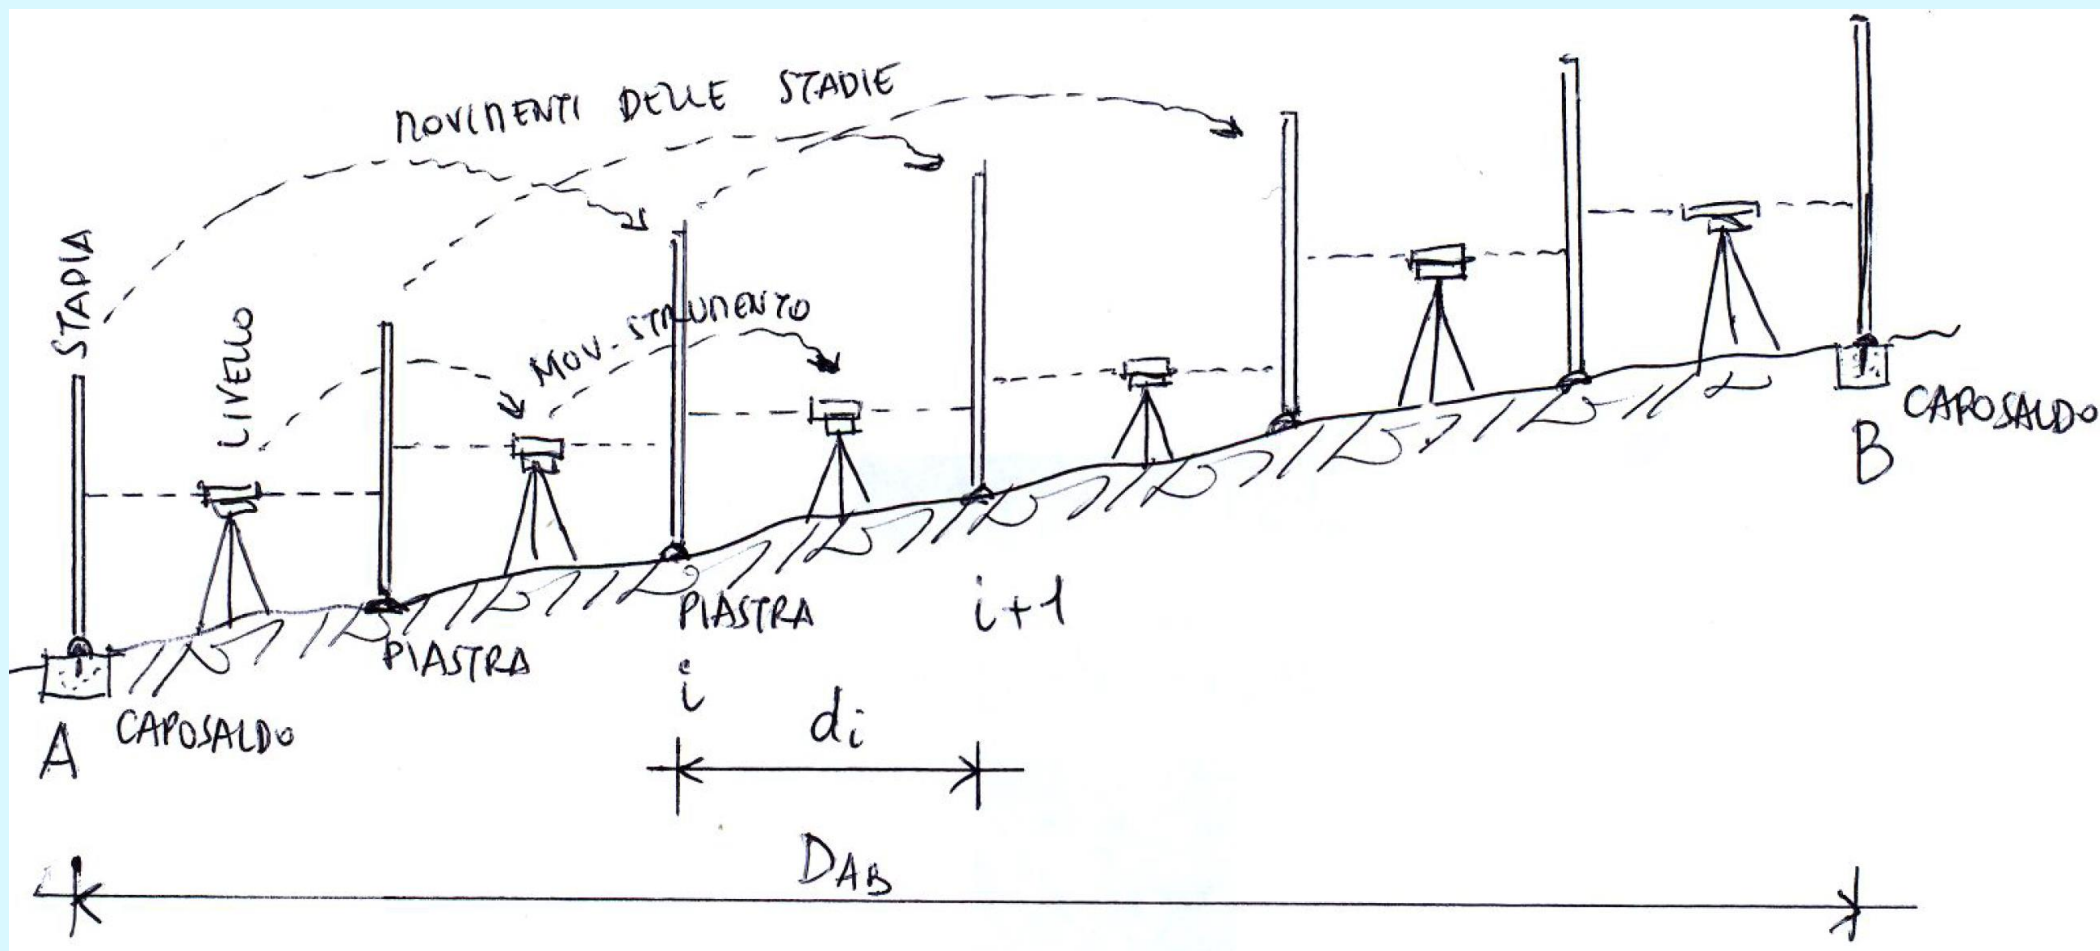 MOVIMENTI DELLE STADIE
STADIA
LIVELLO
MOV. STRUMENTO
PIASTRA
PIASTRA
i
i+1
CAPOSALDO
A
CAPOSALDO
B
di
DAB